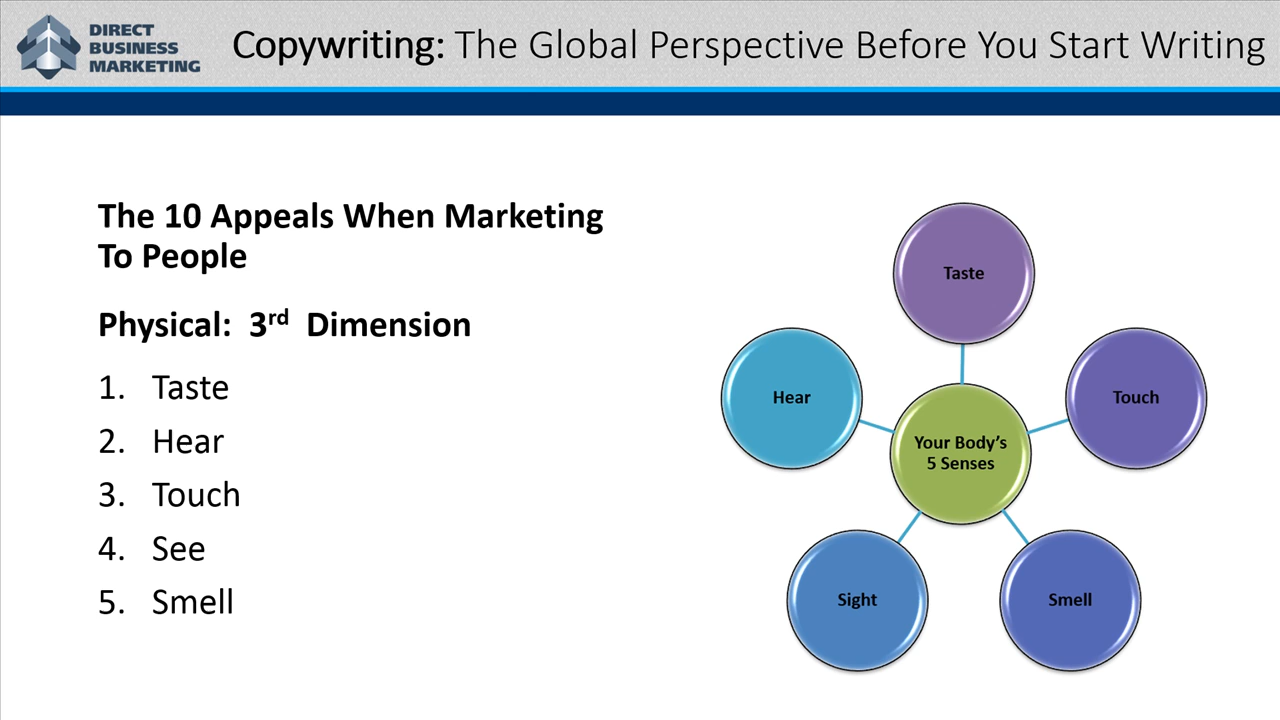 DIRECT
BUSINESS
MARKETING
Copywriting: The Global Perspective Before You Start Writing
The 10 Appeals When Marketing
To People
Physical: 3rd Dimension
1. Taste
2. Hear
3. Touch
4. See
5. Smell
Taste
Hear
Touch
Your Body's
5 Senses
Sight
Smell